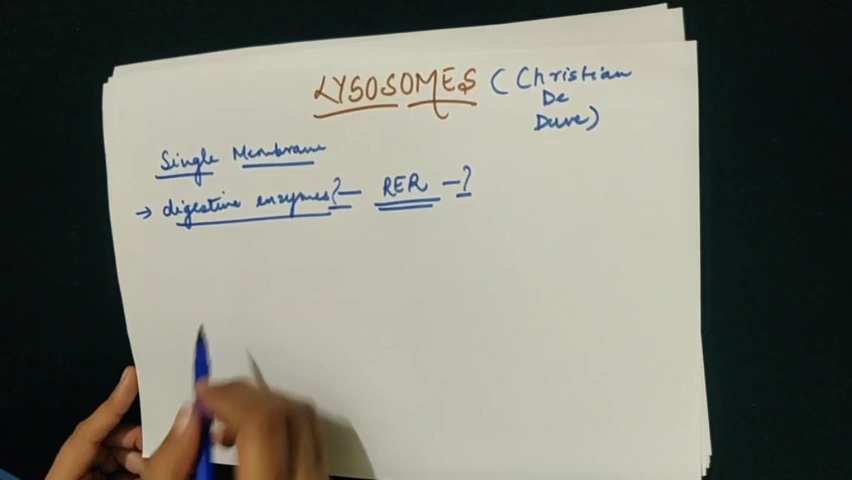 LYSOSOMES (Christian
De
Duve)
Single Membrane
→ digestive enzymes? — RER – ?